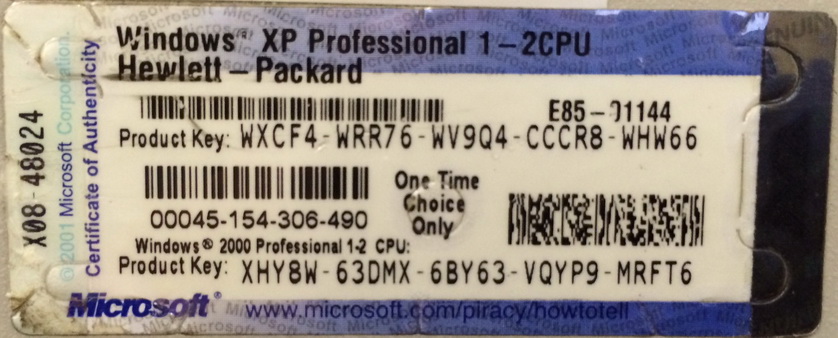 Windows® XP Professional 1-2CPU
Hewlett-Packard
E85-01144
Product Key: WXCF4-WRR76-WV9Q4-CCCR8-WHW66
One Time
Choice
Only
00045-154-306-490
Windows® 2000 Professional 1-2 CPU:
Product Key: XHY8W-63DMX-6BY63-VQYP9-MRFT6
Microsoft® www.microsoft.com/piracy/howtotell
X08-48024
©2001 Microsoft Corporation.
Certificate of Authenticity